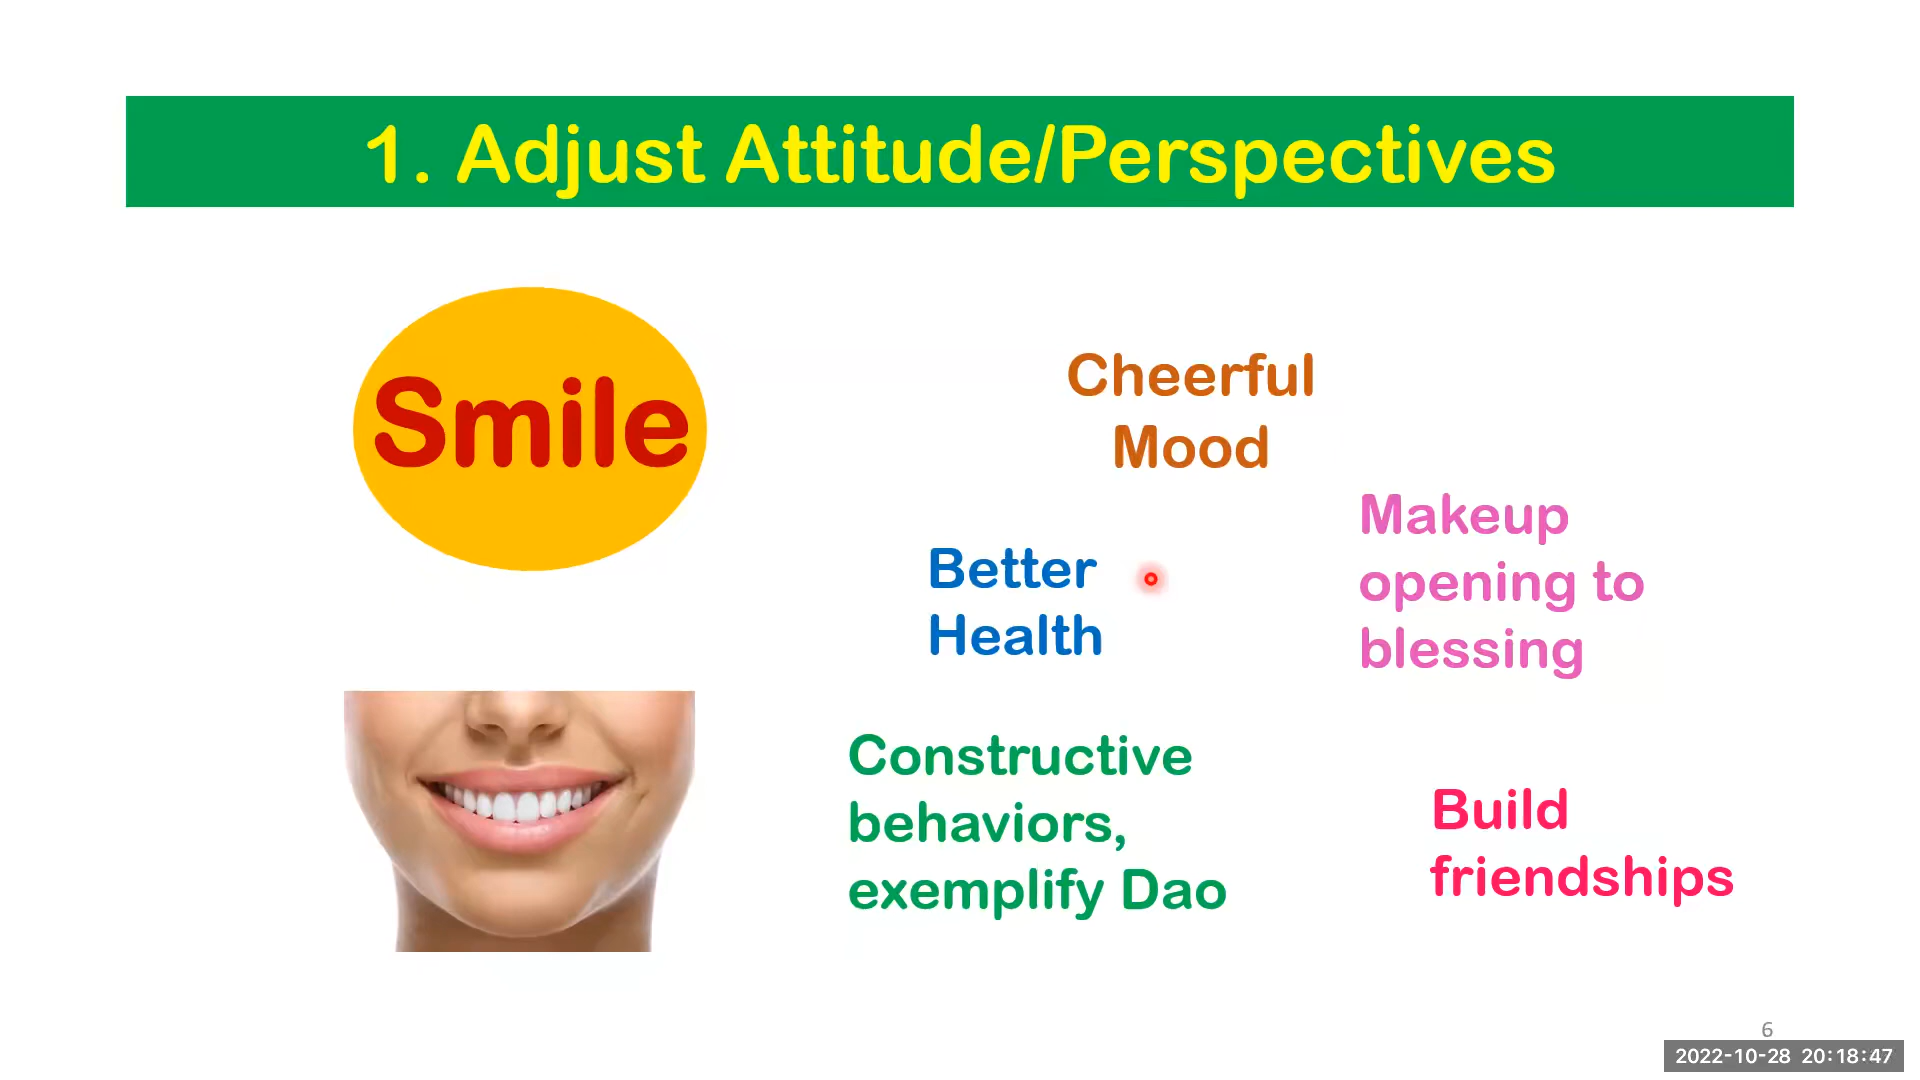 1. Adjust Attitude/Perspectives
Smile
Cheerful
Mood
Better
Health
Makeup
opening to
blessing
Constructive
behaviors,
exemplify Dao
Build
friendships
6
2022-10-28 20:18:47